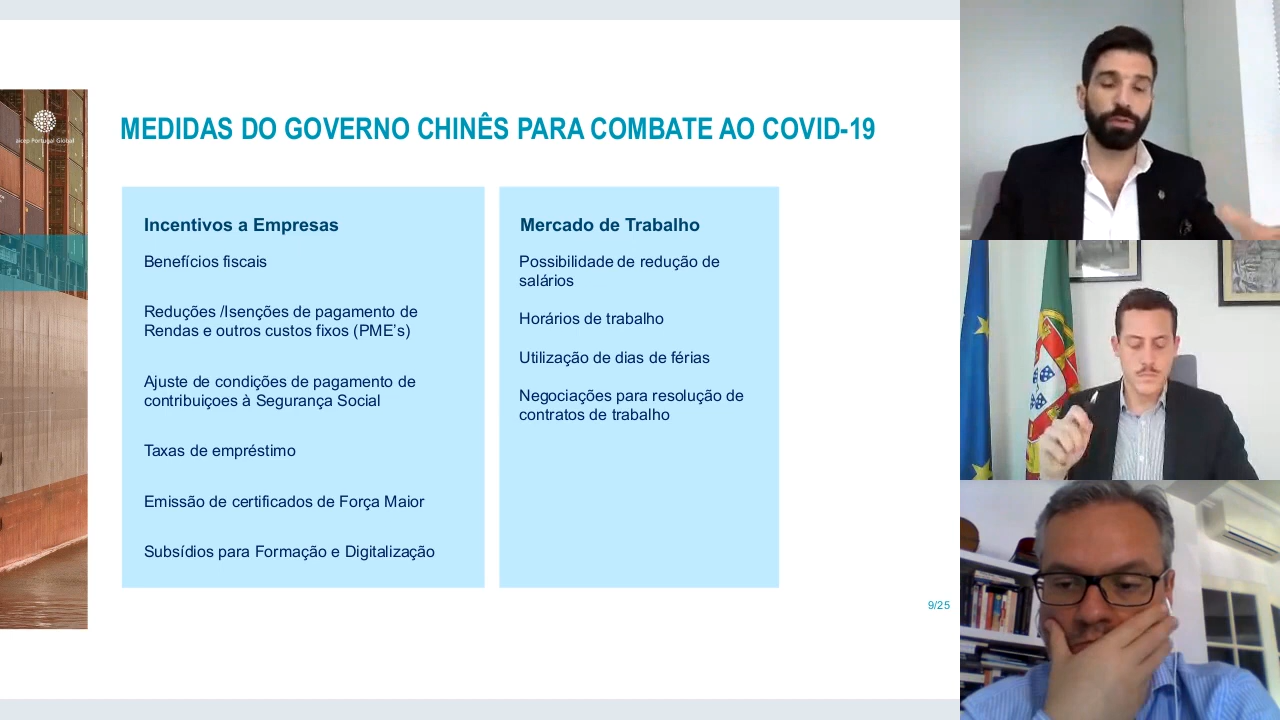 aicep Portugal Global
MEDIDAS DO GOVERNO CHINÊS PARA COMBATE AO COVID-19
Incentivos a Empresas
Benefícios fiscais
Reduções /Isenções de pagamento de
Rendas e outros custos fixos (PME's)
Ajuste de condições de pagamento de
contribuiçoes à Segurança Social
Taxas de empréstimo
Emissão de certificados de Força Maior
Subsídios para Formação e Digitalização
Mercado de Trabalho
Possibilidade de redução de
salários
Horários de trabalho
Utilização de dias de férias
Negociações para resolução de
contratos de trabalho
9/25